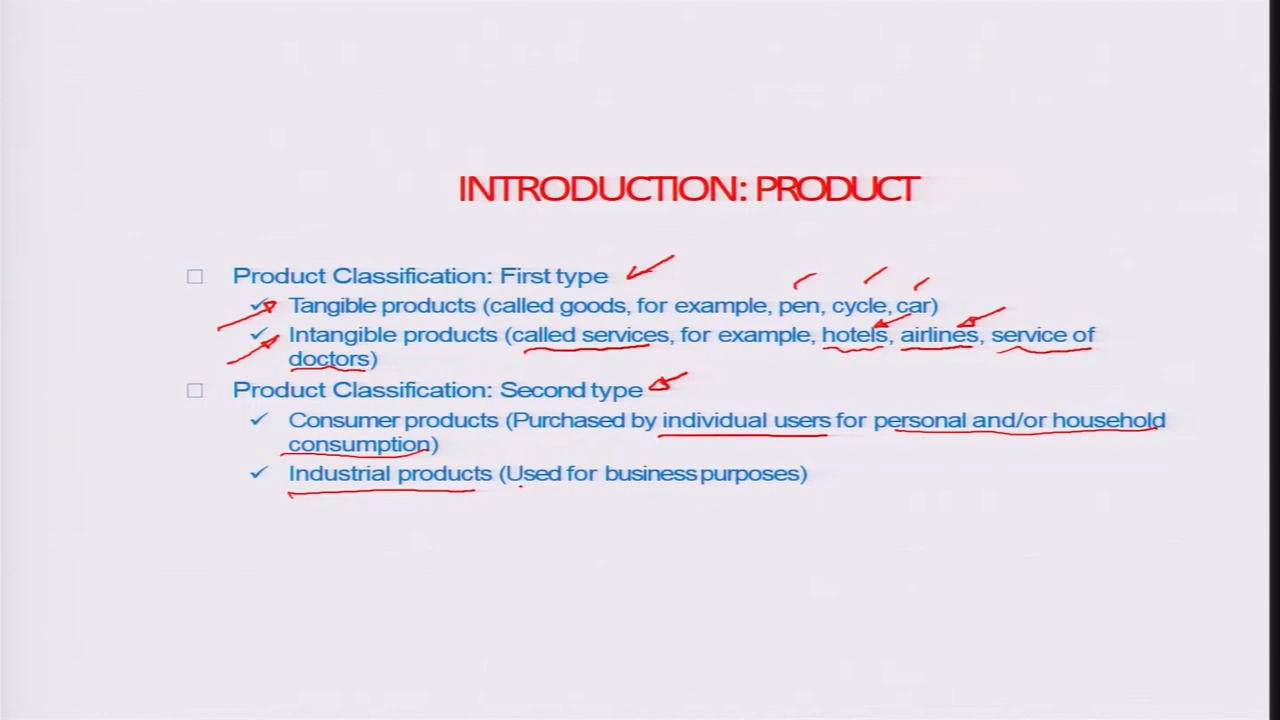 INTRODUCTION: PRODUCT
Product Classification: First type
Tangible products (called goods, for example, pen, cycle, car)
Intangible products (called services, for example, hotels, airlines, service of
doctors)
Product Classification: Second type
Consumer products (Purchased by individual users for personal and/or household
consumption)
Industrial products (Used for business purposes)